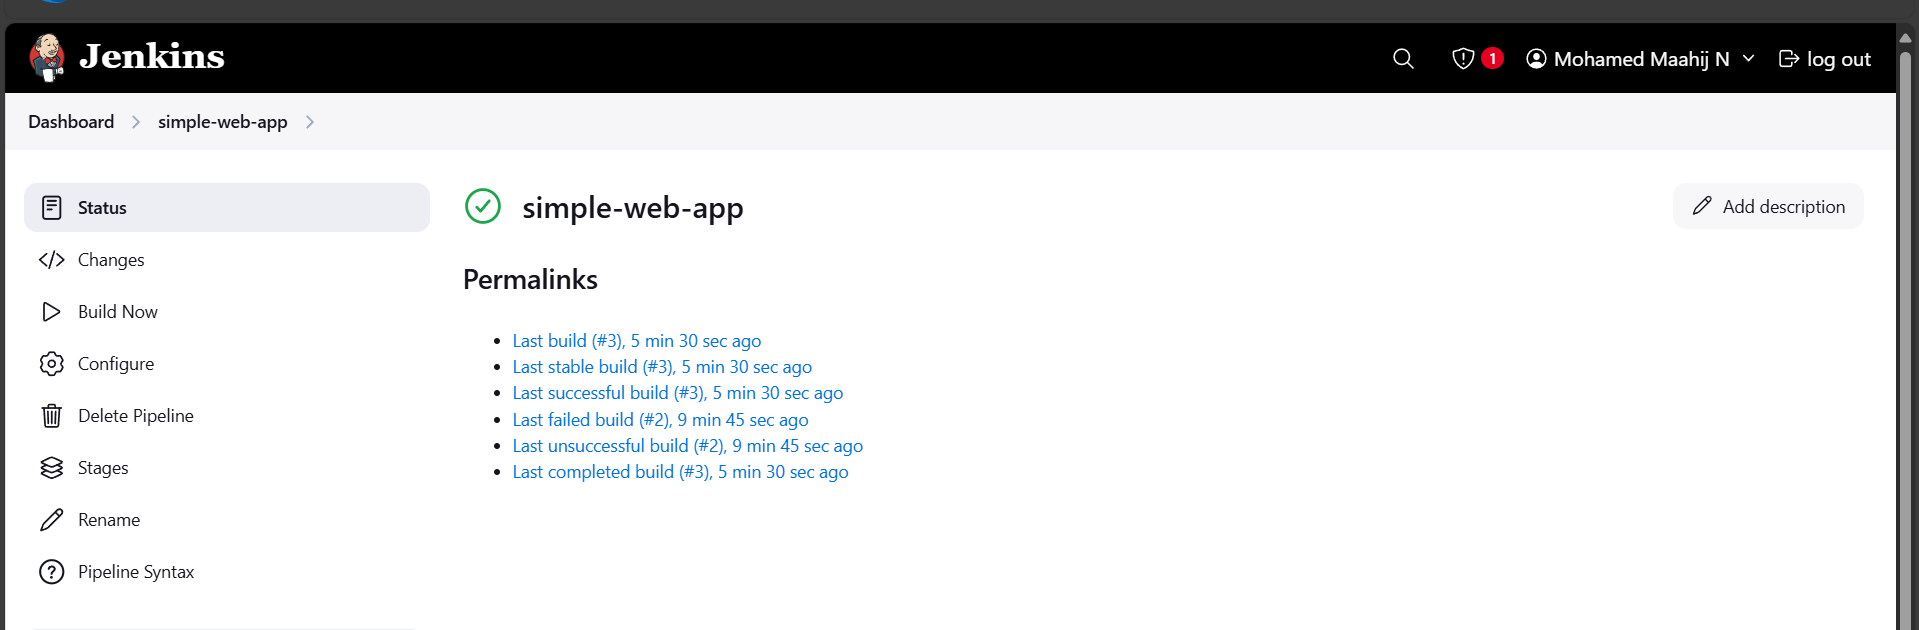 Jenkins
1
Mohamed Maahij N
log out
Dashboard
simple-web-app
Status
Changes
Build Now
Configure
Delete Pipeline
Stages
Rename
Pipeline Syntax
simple-web-app
Add description
Permalinks
Last build (#3), 5 min 30 sec ago
Last stable build (#3), 5 min 30 sec ago
Last successful build (#3), 5 min 30 sec ago
Last failed build (#2), 9 min 45 sec ago
Last unsuccessful build (#2), 9 min 45 sec ago
Last completed build (#3), 5 min 30 sec ago